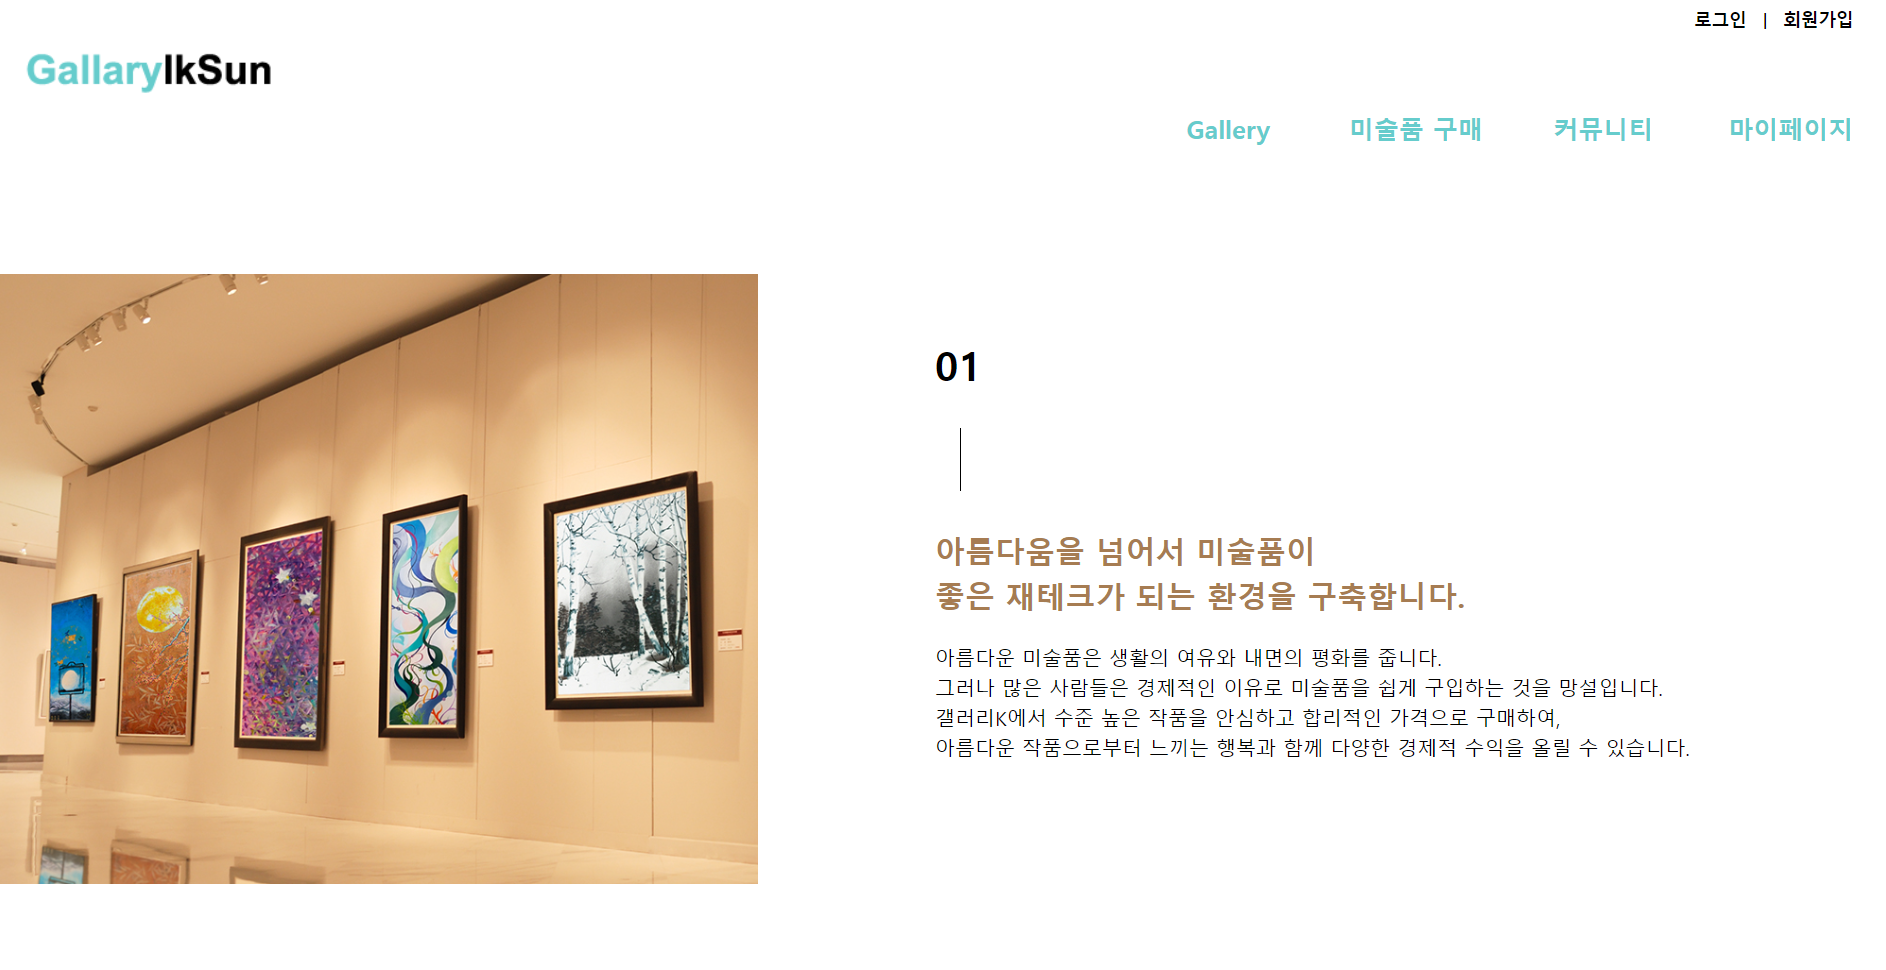 로그인 | 회원가입
GallaryIkSun
Gallery 미술품 구매 커뮤니티 마이페이지
01
아름다움을 넘어서 미술품이
좋은 재테크가 되는 환경을 구축합니다.
아름다운 미술품은 생활의 여유와 내면의 평화를 줍니다.
그러나 많은 사람들은 경제적인 이유로 미술품을 쉽게 구입하는 것을 망설입니다.
갤러리K에서 수준 높은 작품을 안심하고 합리적인 가격으로 구매하여,
아름다운 작품으로부터 느끼는 행복과 함께 다양한 경제적 수익을 올릴 수 있습니다.